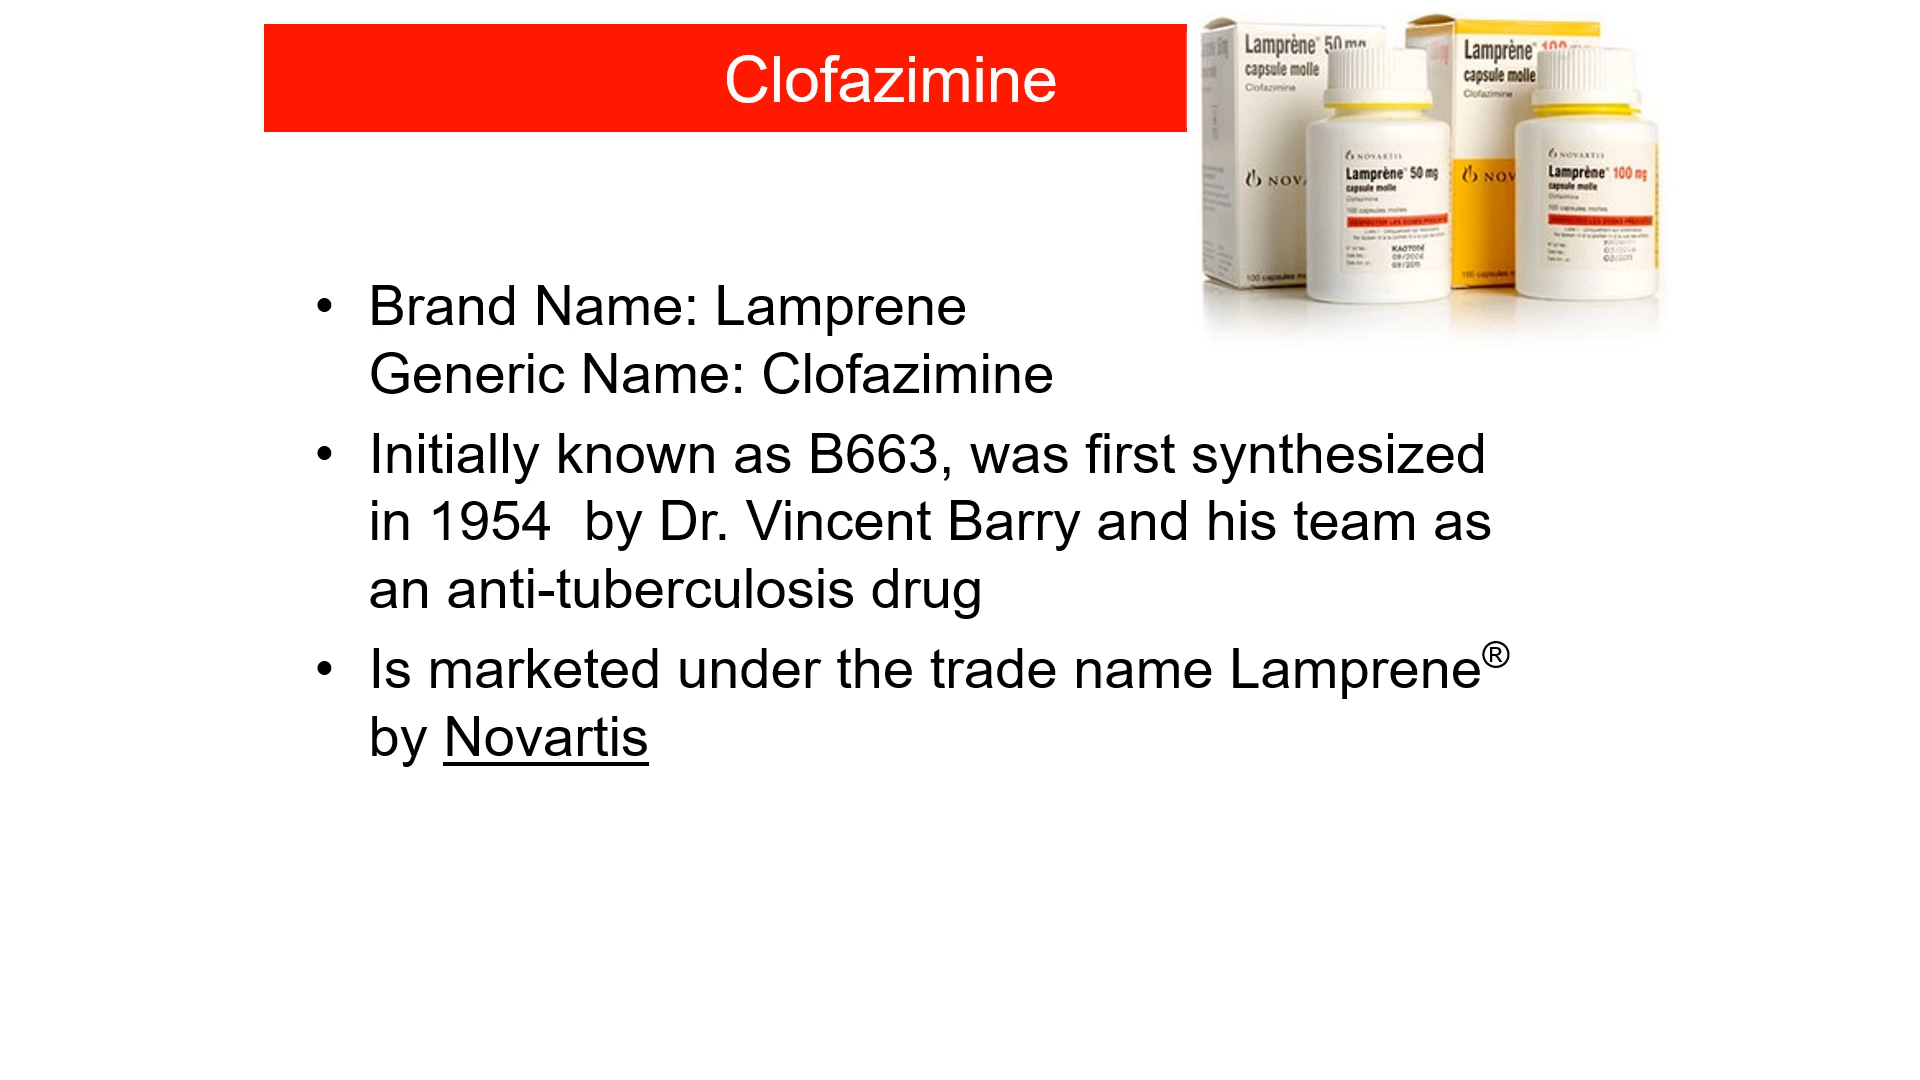 Clofazimine
Lamprène® 50 mg
capsule molle
Clofazimine
Lamprène®
capsule molle
Clofazimine
NOVARTIS
Lamprène® 50 mg
capsule molle
Clofazimine
100 capsules molles
NOVARTIS
Lamprène® 100 mg
capsule molle
Clofazimine
100 capsules molles
100 capsules
100 capsules
• Brand Name: Lamprene
Generic Name: Clofazimine
• Initially known as B663, was first synthesized
in 1954 by Dr. Vincent Barry and his team as
an anti-tuberculosis drug
• Is marketed under the trade name Lamprene®
by Novartis